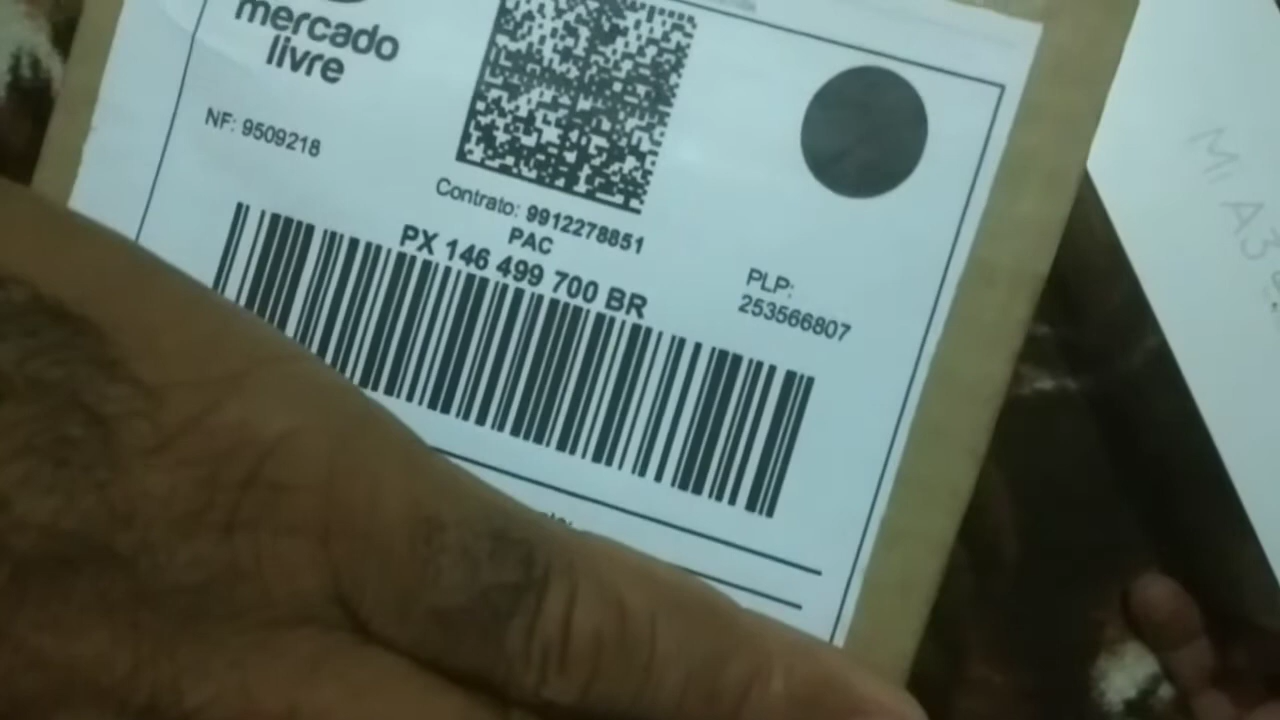 mercado
livre
NF: 9509218
Contrato: 9912278851
PAC
PX 146 499 700 BR
PLP:
253566807